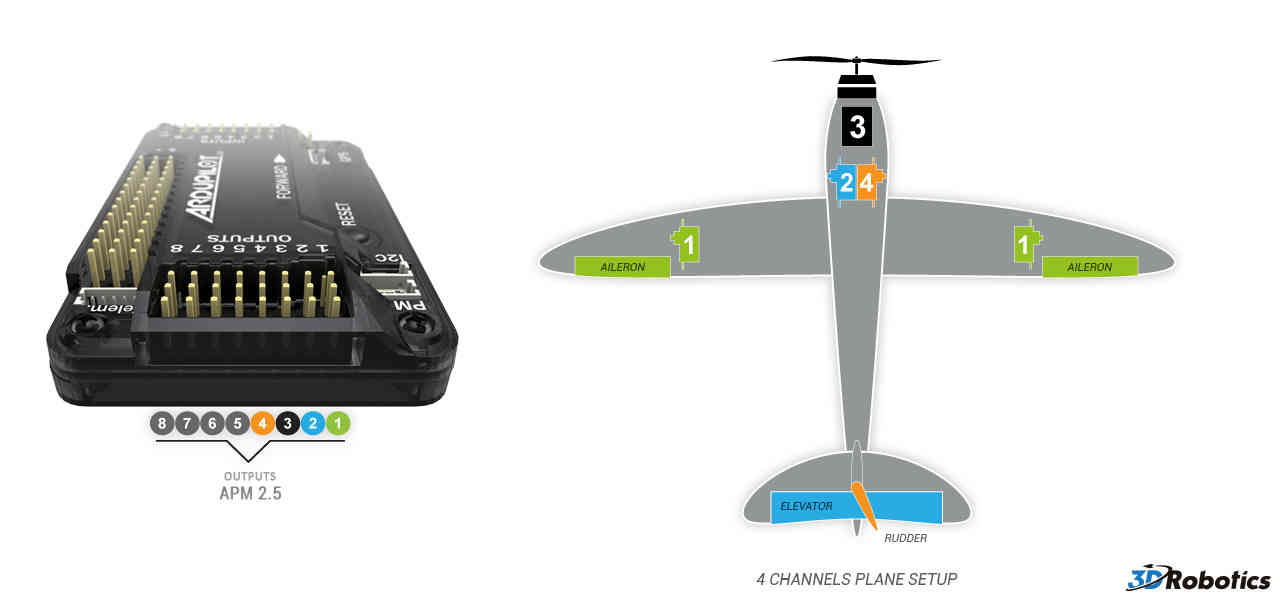 INPUTS
ARDUPILOT
FORWARD
GPS
RESET
OUTPUTS
8 7 6 5 4 3 2 1
I2C
PM
elem.
8 7 6 5 4 3 2 1
OUTPUTS
APM 2.5
3
2 4
1 1
AILERON AILERON
ELEVATOR
RUDDER
4 CHANNELS PLANE SETUP
3DRobotics